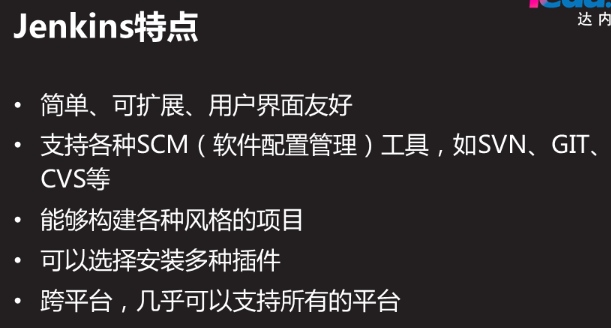 Jenkins特点
达内
• 简单、可扩展、用户界面友好
• 支持各种SCM（软件配置管理）工具，如SVN、GIT、
CVS等
• 能够构建各种风格的项目
• 可以选择安装多种插件
• 跨平台，几乎可以支持所有的平台